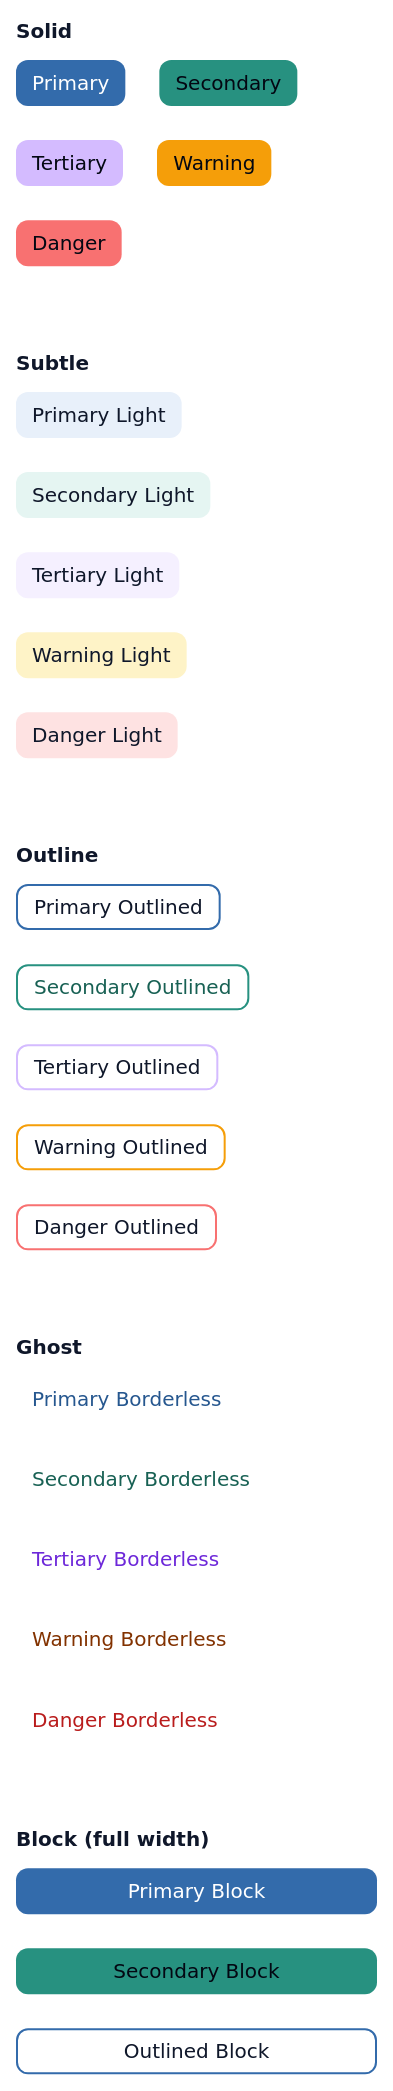 Solid
Primary Secondary
Tertiary Warning
Danger
Subtle
Primary Light
Secondary Light
Tertiary Light
Warning Light
Danger Light
Outline
Primary Outlined
Secondary Outlined
Tertiary Outlined
Warning Outlined
Danger Outlined
Ghost
Primary Borderless
Secondary Borderless
Tertiary Borderless
Warning Borderless
Danger Borderless
Block (full width)
Primary Block
Secondary Block
Outlined Block